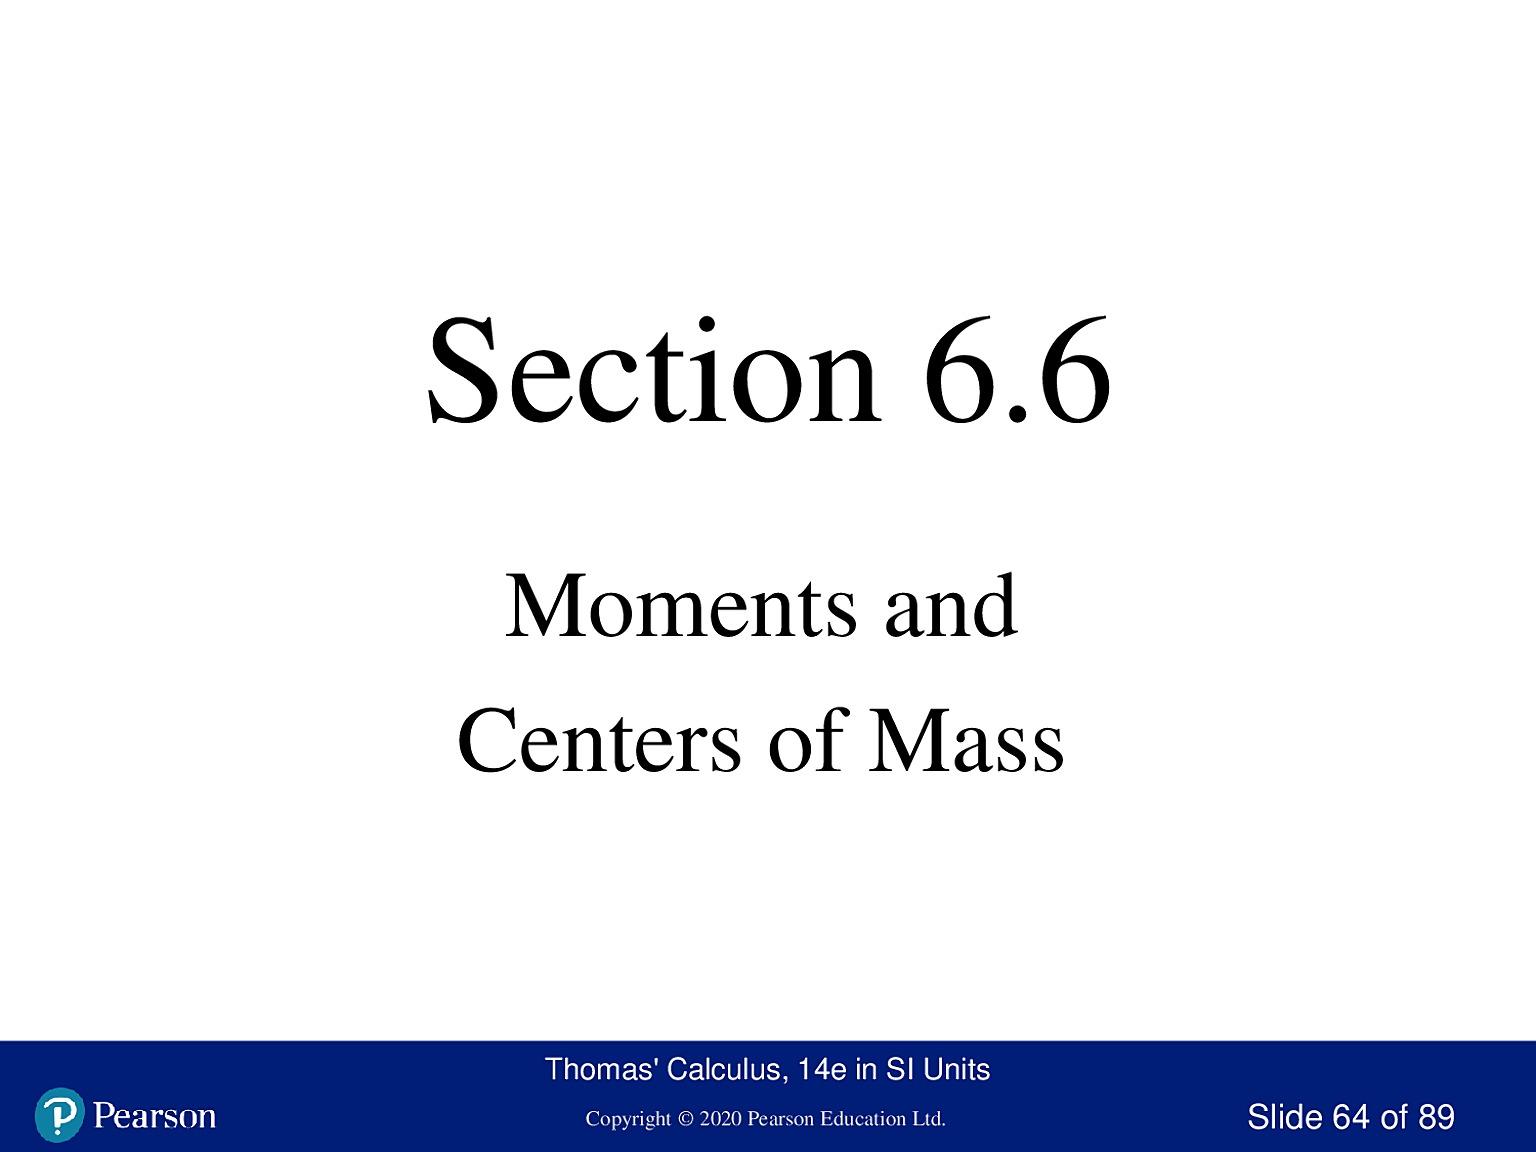 Section 6.6
Moments and
Centers of Mass
Thomas' Calculus, 14e in SI Units
Pearson
Copyright © 2020 Pearson Education Ltd.
Slide 64 of 89